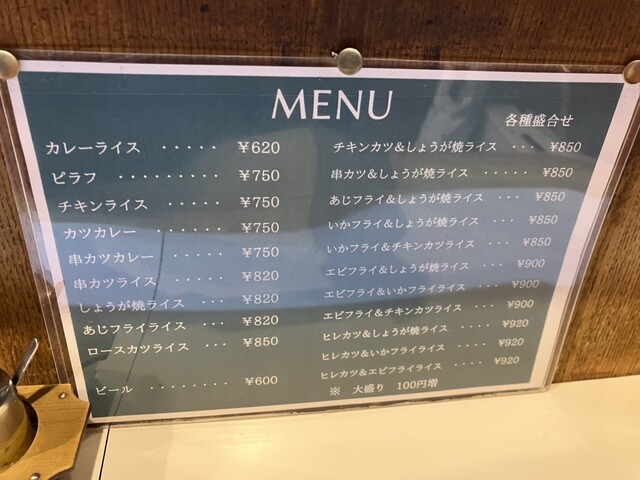 MENU
カレーライス ・・・・・ ¥620
ピラフ ・・・・・・・・・ ¥750
チキンライス ・・・・・ ¥750
カツカレー ・・・・・・ ¥750
串カツカレー ・・・・・ ¥750
串カツライス ・・・・・ ¥820
しょうが焼ライス ・・・ ¥820
あじフライライス ・・・ ¥820
ロースカツライス ・・・ ¥850
ビール ・・・・・・・・ ¥600
各種盛合せ
チキンカツ&しょうが焼ライス ・・・ ¥850
串カツ&しょうが焼ライス ・・・・・ ¥850
あじフライ&しょうが焼ライス ・・・ ¥850
いかフライ&しょうが焼ライス ・・・ ¥850
いかフライ&チキンカツライス ・・・ ¥850
エビフライ&しょうが焼ライス ・・・ ¥900
エビフライ&いかフライライス ・・・ ¥900
エビフライ&チキンカツライス ・・・ ¥900
ヒレカツ&しょうが焼ライス ・・・・ ¥920
ヒレカツ&いかフライライス ・・・・ ¥920
ヒレカツ&エビフライライス ・・・・ ¥920
※ 大盛り 100円増